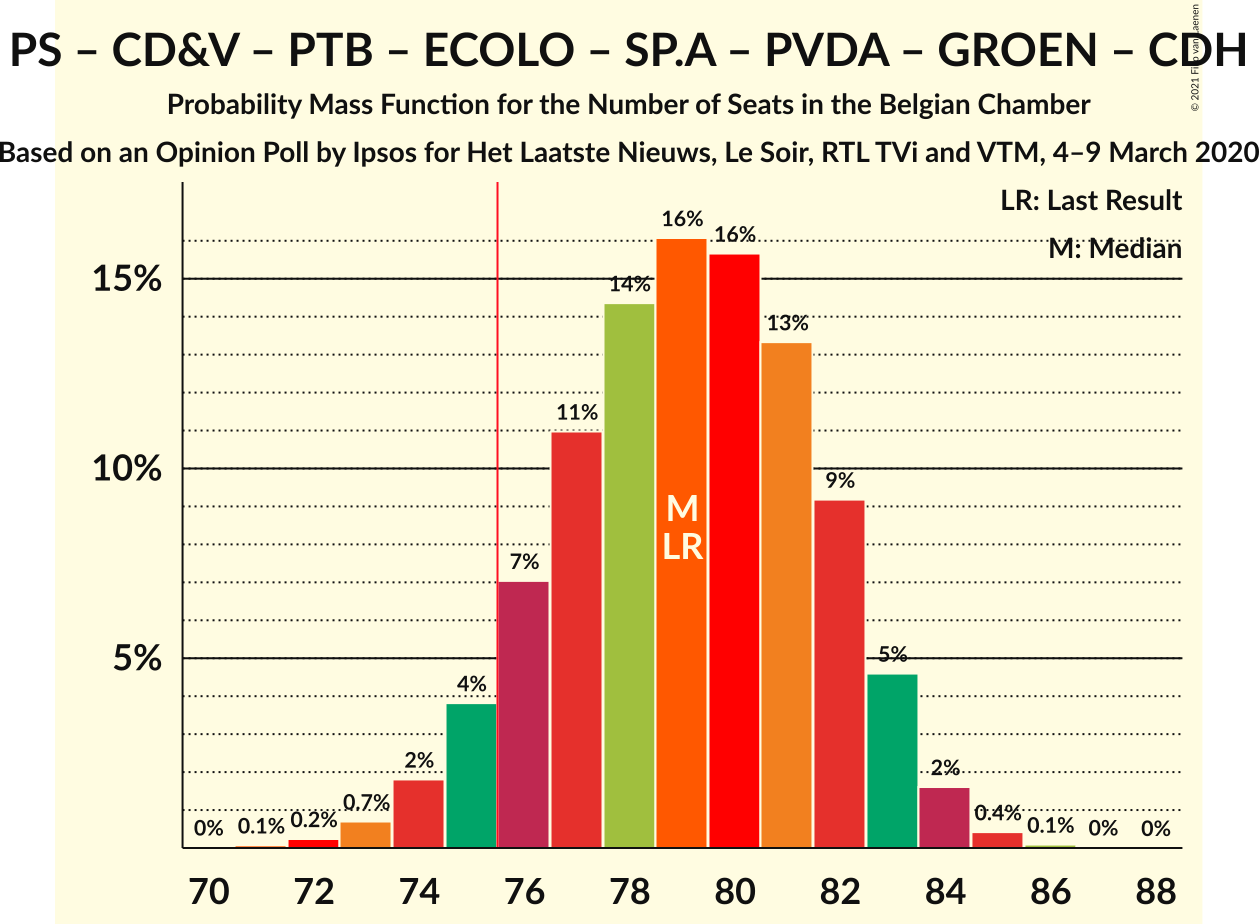 PS – CD&V – PTB – ECOLO – SP.A – PVDA – GROEN – CDH
© 2021 Filip van Laenen
Probability Mass Function for the Number of Seats in the Belgian Chamber
Based on an Opinion Poll by Ipsos for Het Laatste Nieuws, Le Soir, RTL TVi and VTM, 4–9 March 2020
LR: Last Result
M: Median
15%
10%
5%
0%
0.1%
0.2%
0.7%
2%
4%
7%
11%
14%
16%
16%
13%
9%
5%
2%
0.4%
0.1%
0%
0%
M
LR
70 72 74 76 78 80 82 84 86 88